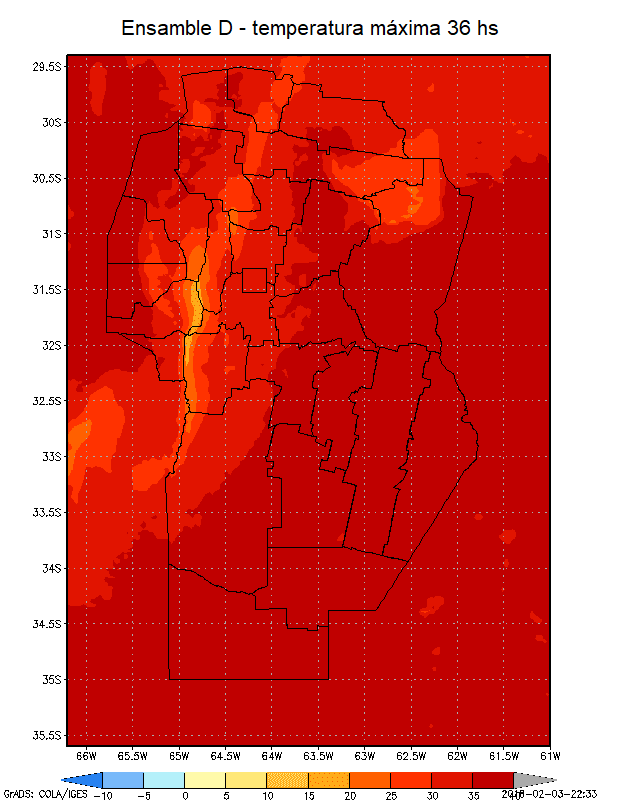 Ensamble D - temperatura máxima 36 hs
29.5S
30S
30.5S
31S
31.5S
32S
32.5S
33S
33.5S
34S
34.5S
35S
35.5S
66W 65.5W 65W 64.5W 64W 63.5W 63W 62.5W 62W 61.5W 61W
GrADS: COLA/IGES -10 -5 0 5 10 15 20 25 30 35 -02-03-22:33